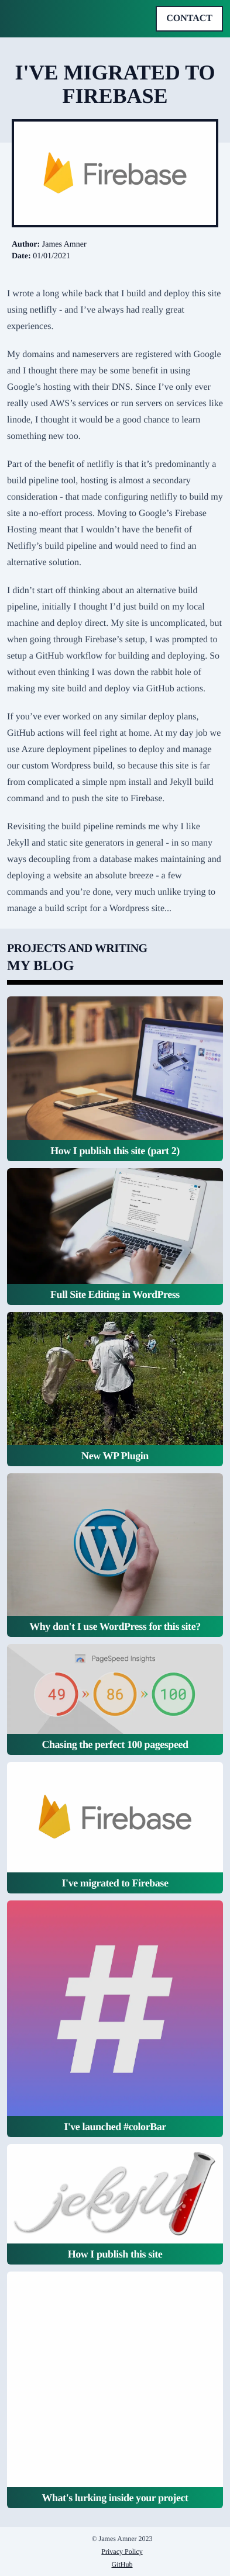 CONTACT
I'VE MIGRATED TO
FIREBASE
Firebase
Author: James Amner
Date: 01/01/2021
I wrote a long while back that I build and deploy this site
using netlifly - and I’ve always had really great
experiences.
My domains and nameservers are registered with Google
and I thought there may be some benefit in using
Google’s hosting with their DNS. Since I’ve only ever
really used AWS’s services or run servers on services like
linode, I thought it would be a good chance to learn
something new too.
Part of the benefit of netlifly is that it’s predominantly a
build pipeline tool, hosting is almost a secondary
consideration - that made configuring netlifly to build my
site a no-effort process. Moving to Google’s Firebase
Hosting meant that I wouldn’t have the benefit of
Netlifly’s build pipeline and would need to find an
alternative solution.
I didn’t start off thinking about an alternative build
pipeline, initially I thought I’d just build on my local
machine and deploy direct. My site is uncomplicated, but
when going through Firebase’s setup, I was prompted to
setup a GitHub workflow for building and deploying. So
without even thinking I was down the rabbit hole of
making my site build and deploy via GitHub actions.
If you’ve ever worked on any similar deploy plans,
GitHub actions will feel right at home. At my day job we
use Azure deployment pipelines to deploy and manage
our custom Wordpress build, so because this site is far
from complicated a simple npm install and Jekyll build
command and to push the site to Firebase.
Revisiting the build pipeline reminds me why I like
Jekyll and static site generators in general - in so many
ways decoupling from a database makes maintaining and
deploying a website an absolute breeze - a few
commands and you’re done, very much unlike trying to
manage a build script for a Wordpress site...
PROJECTS AND WRITING
MY BLOG
How I publish this site (part 2)
Full Site Editing in WordPress
New WP Plugin
Why don't I use WordPress for this site?
PageSpeed Insights
49 » 86 » 100
Chasing the perfect 100 pagespeed
Firebase
I've migrated to Firebase
#
I've launched #colorBar
jekyll
How I publish this site
What's lurking inside your project
© James Amner 2023
Privacy Policy
GitHub